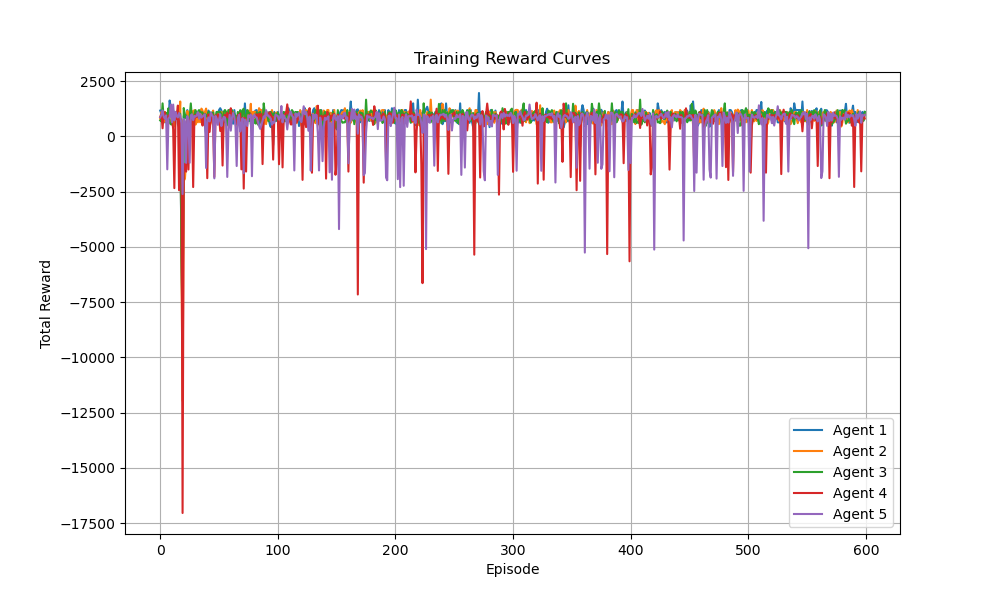 Training Reward Curves
2500
0
−2500
−5000
−7500
−10000
−12500
−15000
−17500
Total Reward
0 100 200 300 400 500 600
Episode
Agent 1
Agent 2
Agent 3
Agent 4
Agent 5